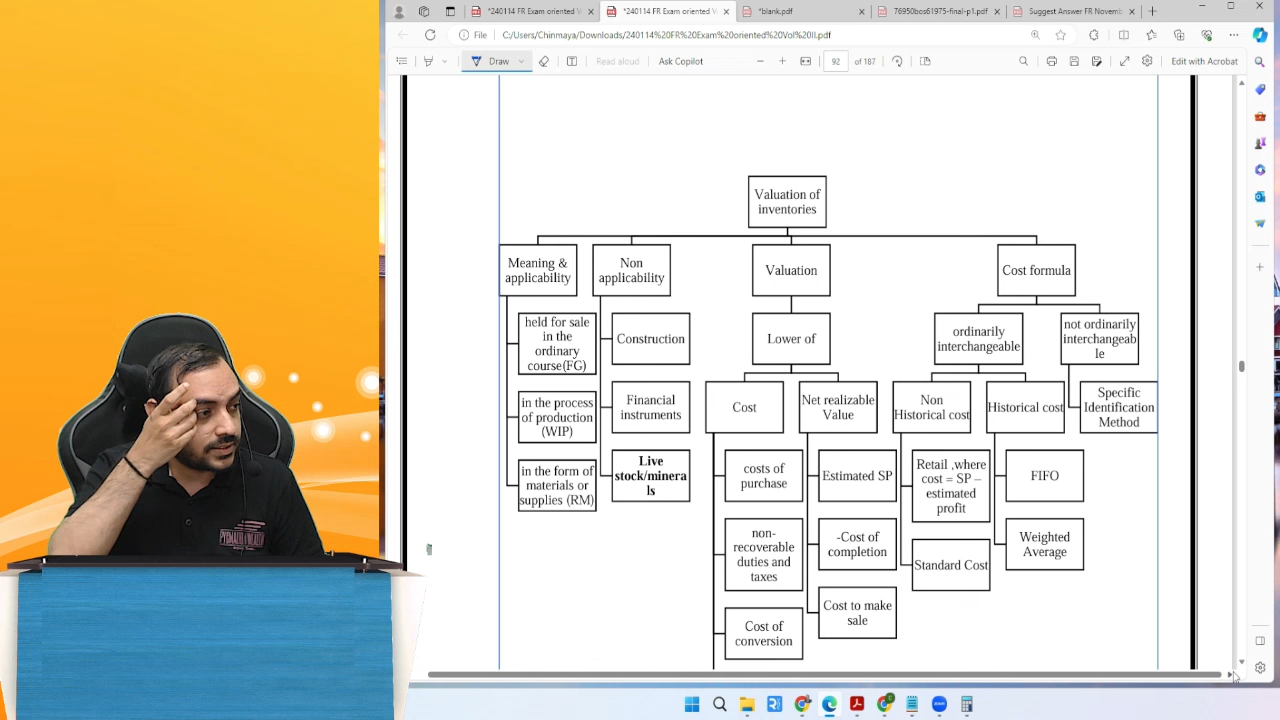 *240114 FR Exam oriented Vol
*240114 FR Exam oriented Vol
*blank.pdf
76950bos61975-final-p1.pdf
Suggest Answer FR Novemb
File
C:/Users/Chinmaya/Downloads/240114%20FR%20Exam%20oriented%20Vol%20II.pdf
Draw
Read aloud
Ask Copilot
92 of 187
Edit with Acrobat
Valuation of
inventories
Meaning &
applicability
held for sale
in the
ordinary
course(FG)
in the process
of production
(WIP)
in the form of
materials or
supplies (RM)
Non
applicability
Construction
Financial
instruments
Live
stock/minera
ls
Valuation
Lower of
Cost
costs of
purchase
non-
recoverable
duties and
taxes
Cost of
conversion
Net realizable
Value
Estimated SP
-Cost of
completion
Cost to make
sale
Cost formula
ordinarily
interchangeable
Non
Historical cost
Retail ,where
cost = SP –
estimated
profit
Standard Cost
Historical cost
FIFO
Weighted
Average
not ordinarily
interchangeab
le
Specific
Identification
Method